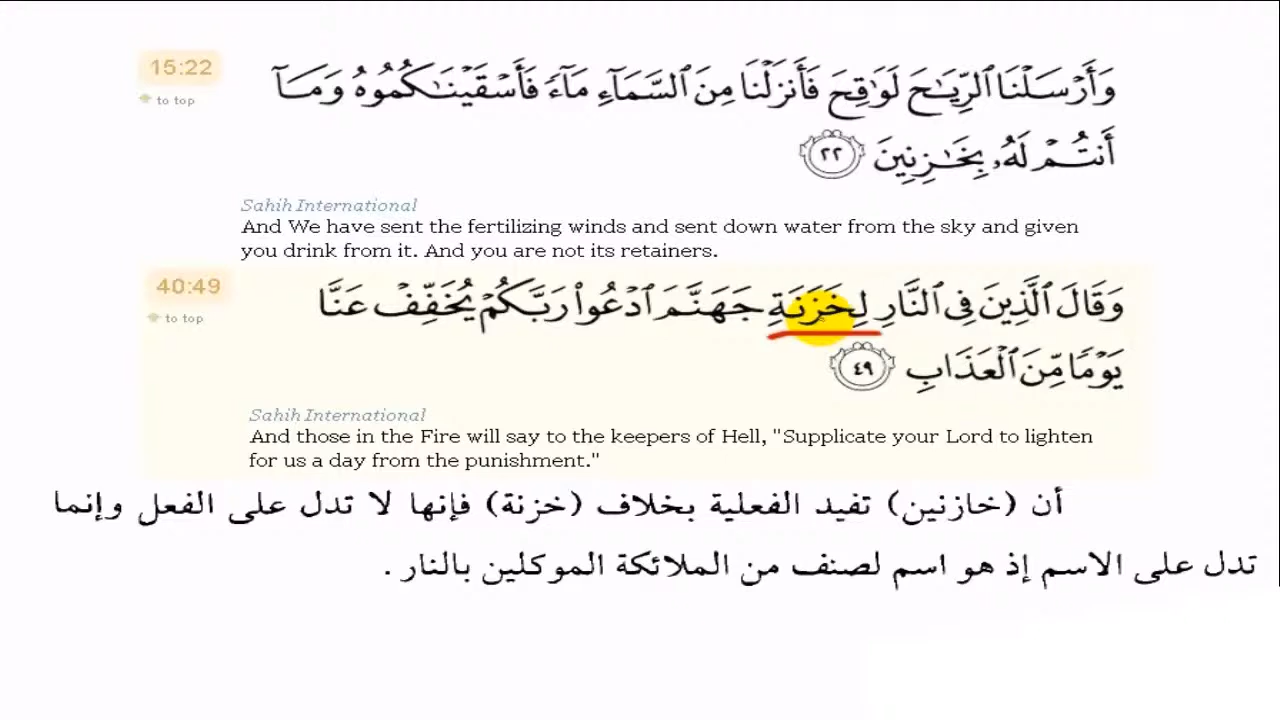 15:22
to top
وَأَرْسَلْنَا ٱلرِّيَـٰحَ لَوَٰقِحَ فَأَنزَلْنَا مِنَ ٱلسَّمَآءِ مَآءً فَأَسْقَيْنَـٰكُمُوهُ وَمَآ
أَنتُمْ لَهُۥ بِخَـٰزِنِينَ ٢٢
Sahih International
And We have sent the fertilizing winds and sent down water from the sky and given
you drink from it. And you are not its retainers.
40:49
to top
وَقَالَ ٱلَّذِينَ فِى ٱلنَّارِ لِخَزَنَةِ جَهَنَّمَ ٱدْعُوا۟ رَبَّكُمْ يُخَفِّفْ عَنَّا
يَوْمًا مِّنَ ٱلْعَذَابِ ٤٩
Sahih International
And those in the Fire will say to the keepers of Hell, "Supplicate your Lord to lighten
for us a day from the punishment."
أن (خازنين) تفيد الفعلية بخلاف (خزنة) فإنها لا تدل على الفعل وإنما
تدل على الاسم إذ هو اسم لصنف من الملائكة الموكلين بالنار .